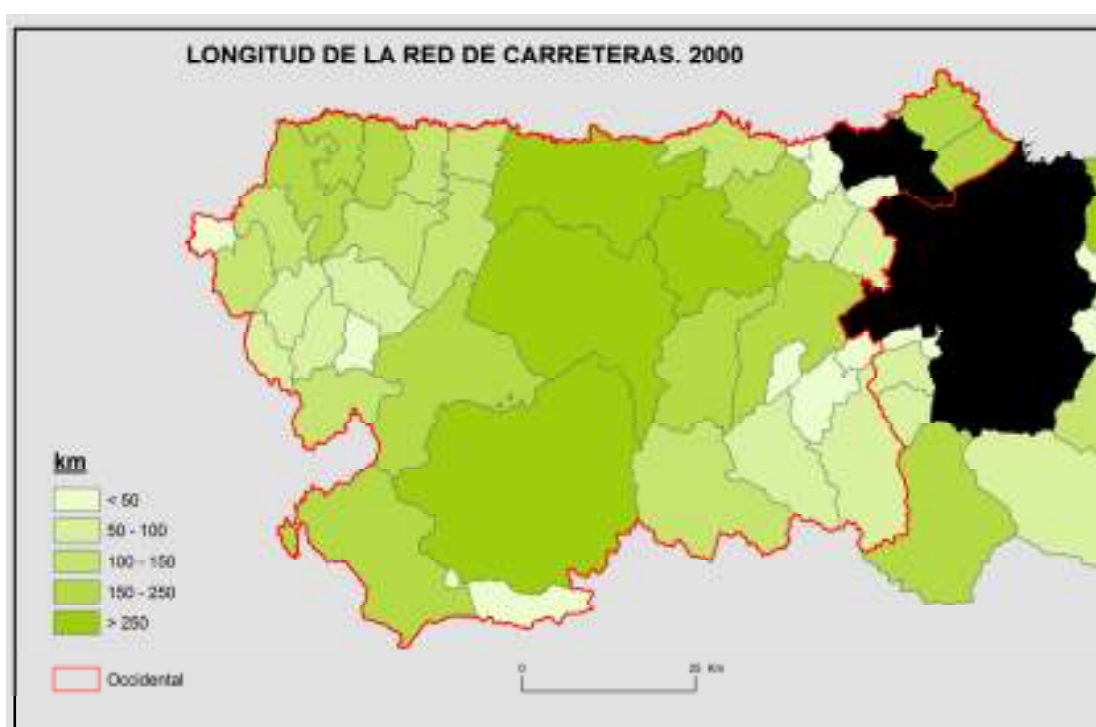 LONGITUD DE LA RED DE CARRETERAS. 2000
km
< 50
50 - 100
100 - 150
150 - 250
> 250
Occidental
0 25 Km